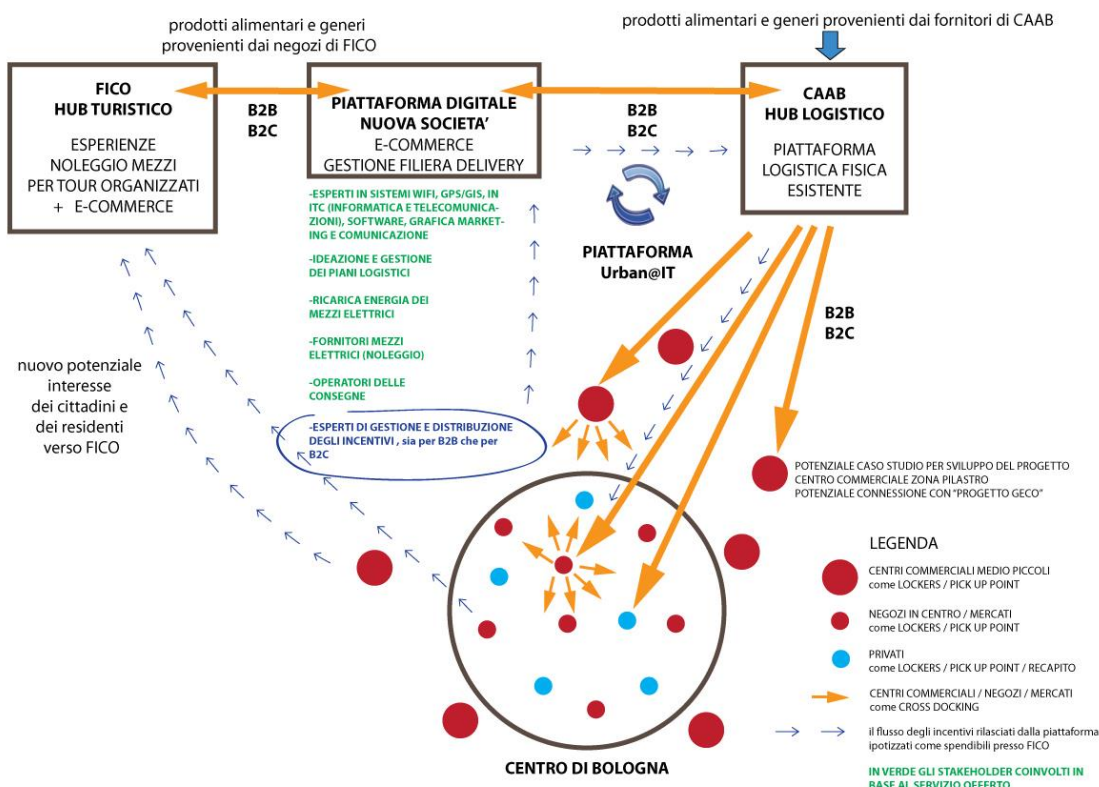 prodotti alimentari e generi
provenienti dai negozi di FICO
prodotti alimentari e generi provenienti dai fornitori di CAAB
FICO
HUB TURISTICO
ESPERIENZE
NOLEGGIO MEZZI
PER TOUR ORGANIZZATI
+ E-COMMERCE
B2B
B2C
PIATTAFORMA DIGITALE
NUOVA SOCIETA'
E-COMMERCE
GESTIONE FILIERA DELIVERY
B2B
B2C
CAAB
HUB LOGISTICO
PIATTAFORMA
LOGISTICA FISICA
ESISTENTE
-ESPERTI IN SISTEMI WIFI, GPS/GIS, IN
ITC (INFORMATICA E TELECOMUNICA-
ZIONI), SOFTWARE, GRAFICA MARKET-
ING E COMUNICAZIONE
-IDEAZIONE E GESTIONE
DEI PIANI LOGISTICI
-RICARICA ENERGIA DEI
MEZZI ELETTRICI
-FORNITORI MEZZI
ELETTRICI (NOLEGGIO)
-OPERATORI DELLE
CONSEGNE
-ESPERTI DI GESTIONE E DISTRIBUZIONE
DEGLI INCENTIVI , sia per B2B che per
B2C
PIATTAFORMA
Urban@IT
B2B
B2C
nuovo potenziale
interesse
dei cittadini e
dei residenti
verso FICO
POTENZIALE CASO STUDIO PER SVILUPPO DEL PROGETTO
CENTRO COMMERCIALE ZONA PILASTRO
POTENZIALE CONNESSIONE CON "PROGETTO GECO"
CENTRO DI BOLOGNA
LEGENDA
CENTRI COMMERCIALI MEDIO PICCOLI
come LOCKERS / PICK UP POINT
NEGOZI IN CENTRO / MERCATI
come LOCKERS / PICK UP POINT
PRIVATI
come LOCKERS / PICK UP POINT / RECAPITO
CENTRI COMMERCIALI / NEGOZI / MERCATI
come CROSS DOCKING
il flusso degli incentivi rilasciati dalla piattaforma
ipotizzati come spendibili presso FICO
IN VERDE GLI STAKEHOLDER COINVOLTI IN
BASE AL SERVIZIO OFFERTO